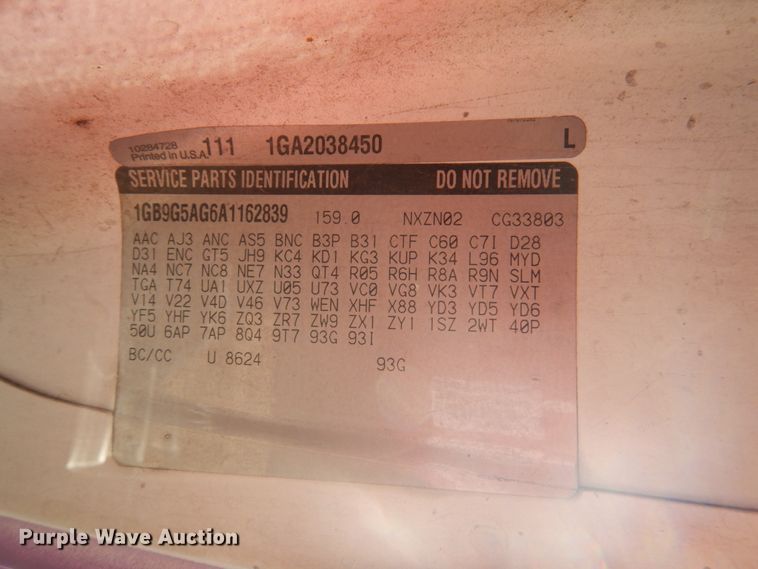 10284728 111 1GA2038450 L
Printed in U.S.A.
SERVICE PARTS IDENTIFICATION DO NOT REMOVE
1GB9G5AG6A1162839 159.0 NXZN02 CG33803
AAC AJ3 ANC AS5 BNC B3P B31 CTF C60 C7I D28
D31 ENC GT5 JH9 KC4 KD1 KG3 KUP K34 L96 MYD
NA4 NC7 NC8 NE7 N33 QT4 R05 R6H R8A R9N SLM
TGA T74 UA1 UXZ U05 U73 VC0 VG8 VK3 VT7 VXT
V14 V22 V4D V46 V73 WEN XHF X88 YD3 YD5 YD6
YF5 YHF YK6 ZQ3 ZR7 ZW9 ZX1 ZY1 1SZ 2WT 40P
50U 6AP 7AP 8Q4 9T7 93G 93I
BC/CC U 8624 93G
Purple Wave Auction